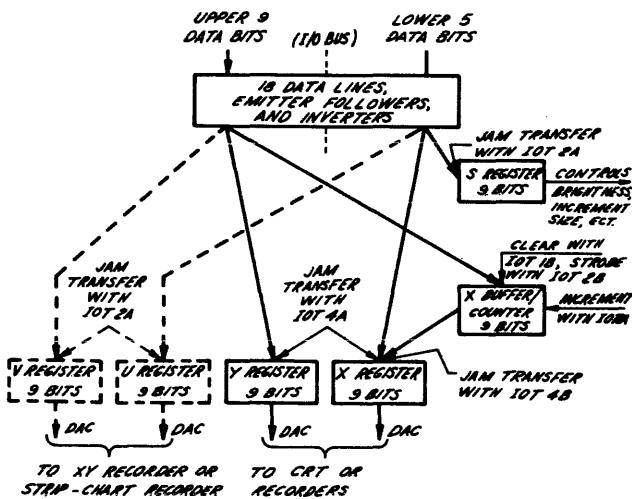 UPPER 9
DATA BITS
(I/O BUS)
LOWER 5
DATA BITS
18 DATA LINES,
EMITTER FOLLOWERS,
AND INVERTERS
JAM TRANSFER
WITH IOT 2A
S REGISTER
9 BITS
CONTROLS
BRIGHTNESS,
INCREMENT
SIZE, ECT.
CLEAR WITH
IOT 1B, STROBE
WITH IOT 2B
X BUFFER/
COUNTER
9 BITS
INCREMENT
WITH
JAM
TRANSFER
WITH
IOT 2A
JAM
TRANSFER
WITH
IOT 4A
V REGISTER
9 BITS
U REGISTER
9 BITS
Y REGISTER
9 BITS
X REGISTER
9 BITS
JAM TRANSFER
WITH IOT 4B
DAC
DAC
DAC
DAC
TO XY RECORDER OR
STRIP-CHART RECORDER
TO CRT OR
RECORDERS